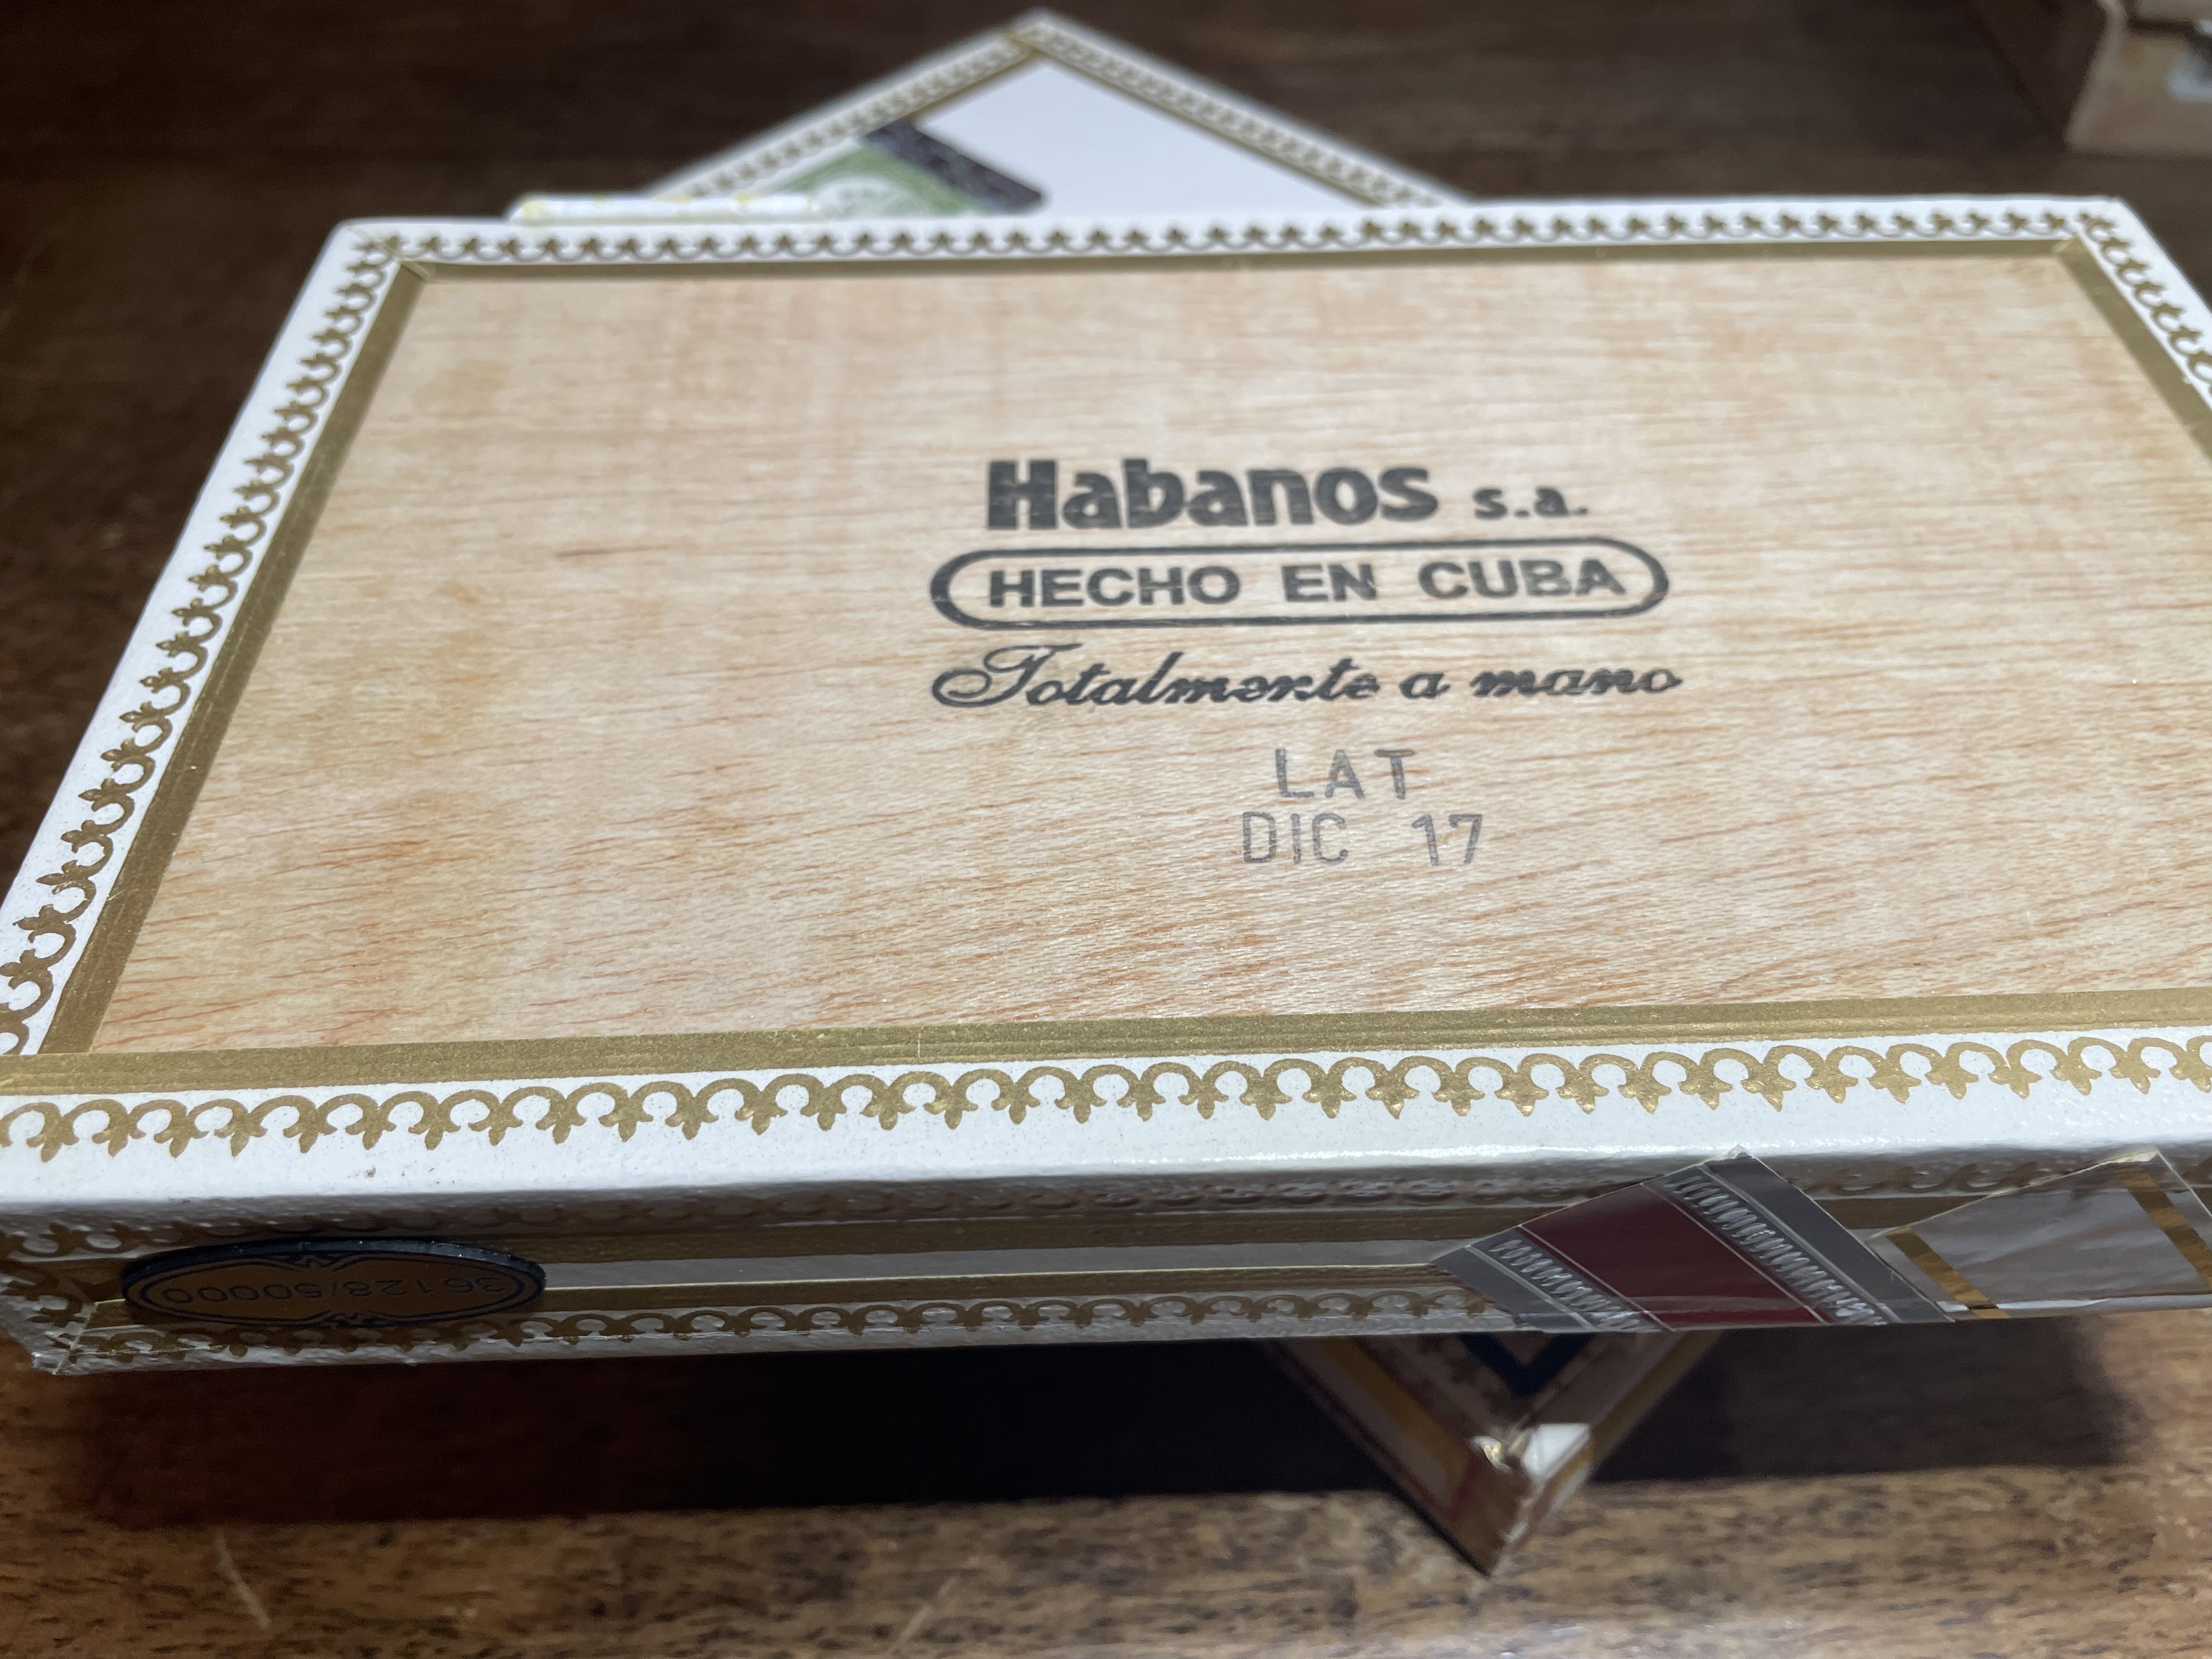 Habanos s.a.
HECHO EN CUBA
Totalmente a mano
LAT
DIC 17
36128/50000